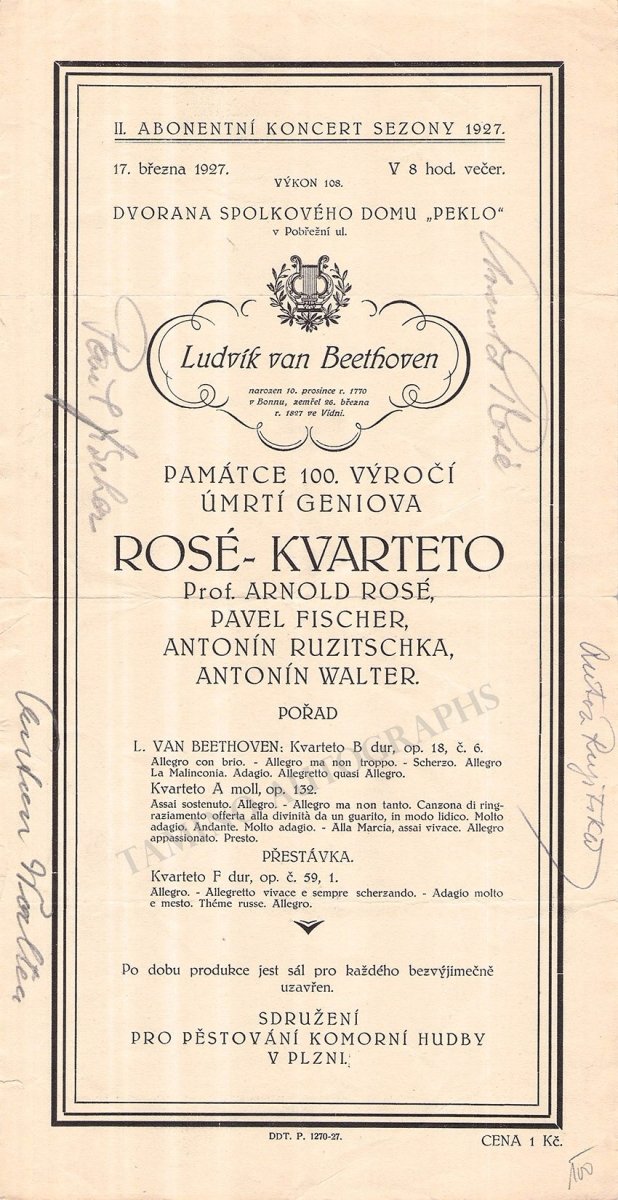 II. ABONENTNÍ KONCERT SEZONY 1927.
17. března 1927. V 8 hod. večer.
VÝKON 108.
DVORANA SPOLKOVÉHO DOMU „PEKLO“
v Pobřežní ul.
Ludvík van Beethoven
narozen 10. prosince r. 1770
v Bonnu, zemřel 26. března
r. 1827 ve Vídni.
Arnold Rosé
Paul Fischer
PAMÁTCE 100. VÝROČÍ
ÚMRTÍ GENIOVA
ROSÉ- KVARTETO
Prof. ARNOLD ROSÉ,
PAVEL FISCHER,
ANTONÍN RUZITSCHKA,
ANTONÍN WALTER.
Anton Walter
Anton
POŘAD
L. VAN BEETHOVEN: Kvarteto B dur, op. 18, č. 6.
Allegro con brio. - Allegro ma non troppo. - Scherzo. Allegro
La Malinconia. Adagio. Allegretto quasi Allegro.
Kvarteto A moll, op. 132.
Assai sostenuto. Allegro. - Allegro ma non tanto. Canzona di ring-
raziamento offerta alla divinità da un guarito, in modo lidico. Molto
adagio. Andante. Molto adagio. - Alla Marcia, assai vivace. Allegro
appassionato. Presto.
TAMINO AUTOGRAPHS
PŘESTÁVKA.
Kvarteto F dur, op. č. 59, 1.
Allegro. - Allegretto vivace e sempre scherzando. - Adagio molto
e mesto. Théme russe. Allegro.
Po dobu produkce jest sál pro každého bezvýjimečně
uzavřen.
SDRUŽENÍ
PRO PĚSTOVÁNÍ KOMORNÍ HUDBY
V PLZNI.
DDT. P. 1270-27.
CENA 1 Kč.